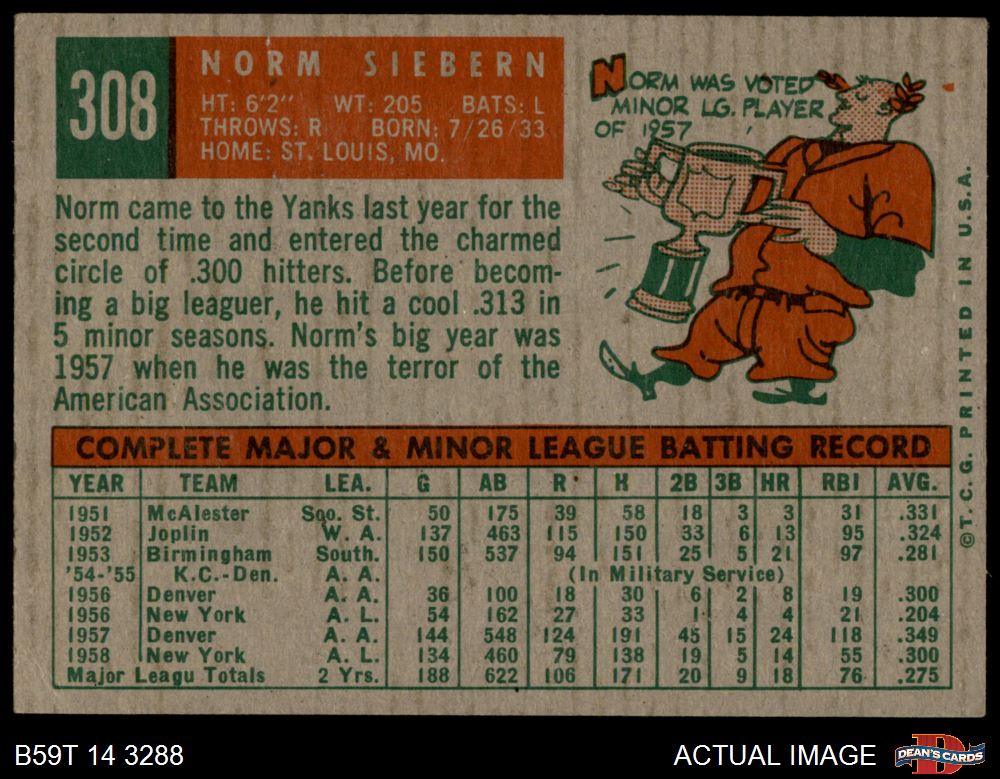 308
NORM SIEBERN
HT: 6'2" WT: 205 BATS: L
THROWS: R BORN: 7/26/33
HOME: ST. LOUIS, MO.
NORM WAS VOTED
MINOR LG. PLAYER
OF 1957
Norm came to the Yanks last year for the
second time and entered the charmed
circle of .300 hitters. Before becom-
ing a big leaguer, he hit a cool .313 in
5 minor seasons. Norm's big year was
1957 when he was the terror of the
American Association.
COMPLETE MAJOR & MINOR LEAGUE BATTING RECORD
YEAR TEAM LEA. G AB R H 2B 3B HR RBI AVG.
1951 McAlester Soo. St. 50 175 39 58 18 3 3 31 .331
1952 Joplin W. A. 137 463 115 150 33 6 13 95 .324
1953 Birmingham South. 150 537 94 151 25 5 21 97 .281
'54-'55 K.C.-Den. A. A. (In Military Service)
1956 Denver A. A. 36 100 18 30 6 2 8 19 .300
1956 New York A. L. 54 162 27 33 1 4 4 21 .204
1957 Denver A. A. 144 548 124 191 45 15 24 118 .349
1958 New York A. L. 134 460 79 138 19 5 14 55 .300
Major Leagu Totals 2 Yrs. 188 622 106 171 20 9 18 76 .275
©T. C. G. PRINTED IN U.S.A.
B59T 14 3288
ACTUAL IMAGE
DEAN'S CARDS